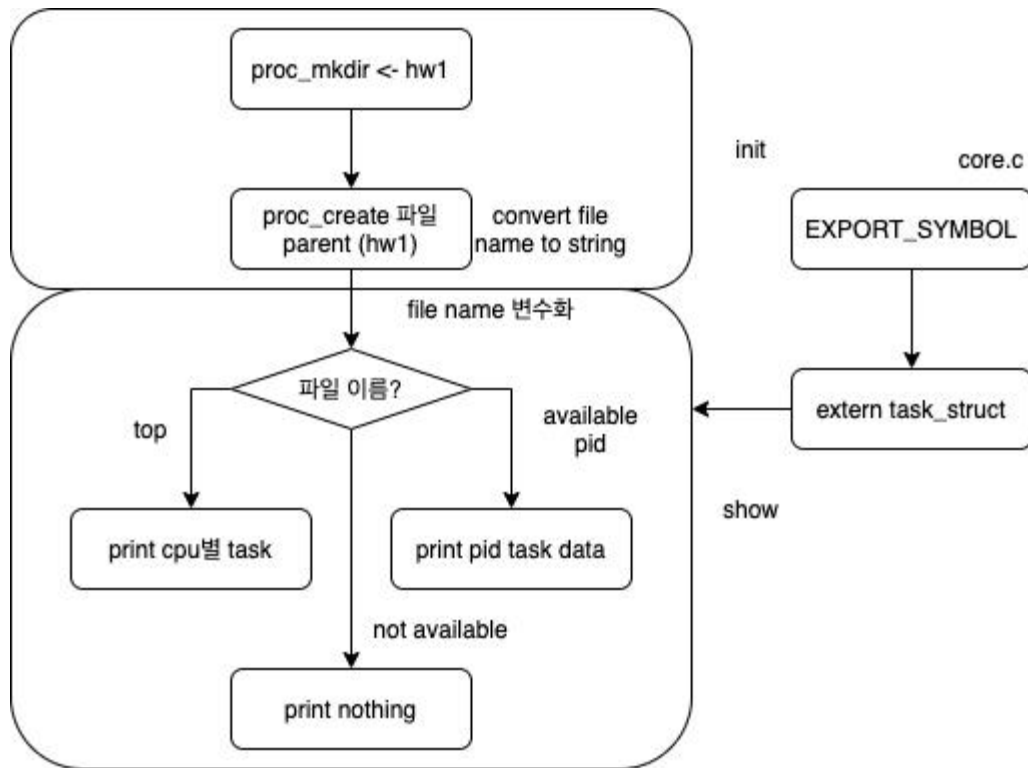 proc_mkdir <- hw1
init
core.c
proc_create 파일
parent (hw1)
convert file
name to string
EXPORT_SYMBOL
file name 변수화
파일 이름?
extern task_struct
top
available
pid
show
print cpu별 task
print pid task data
not available
print nothing